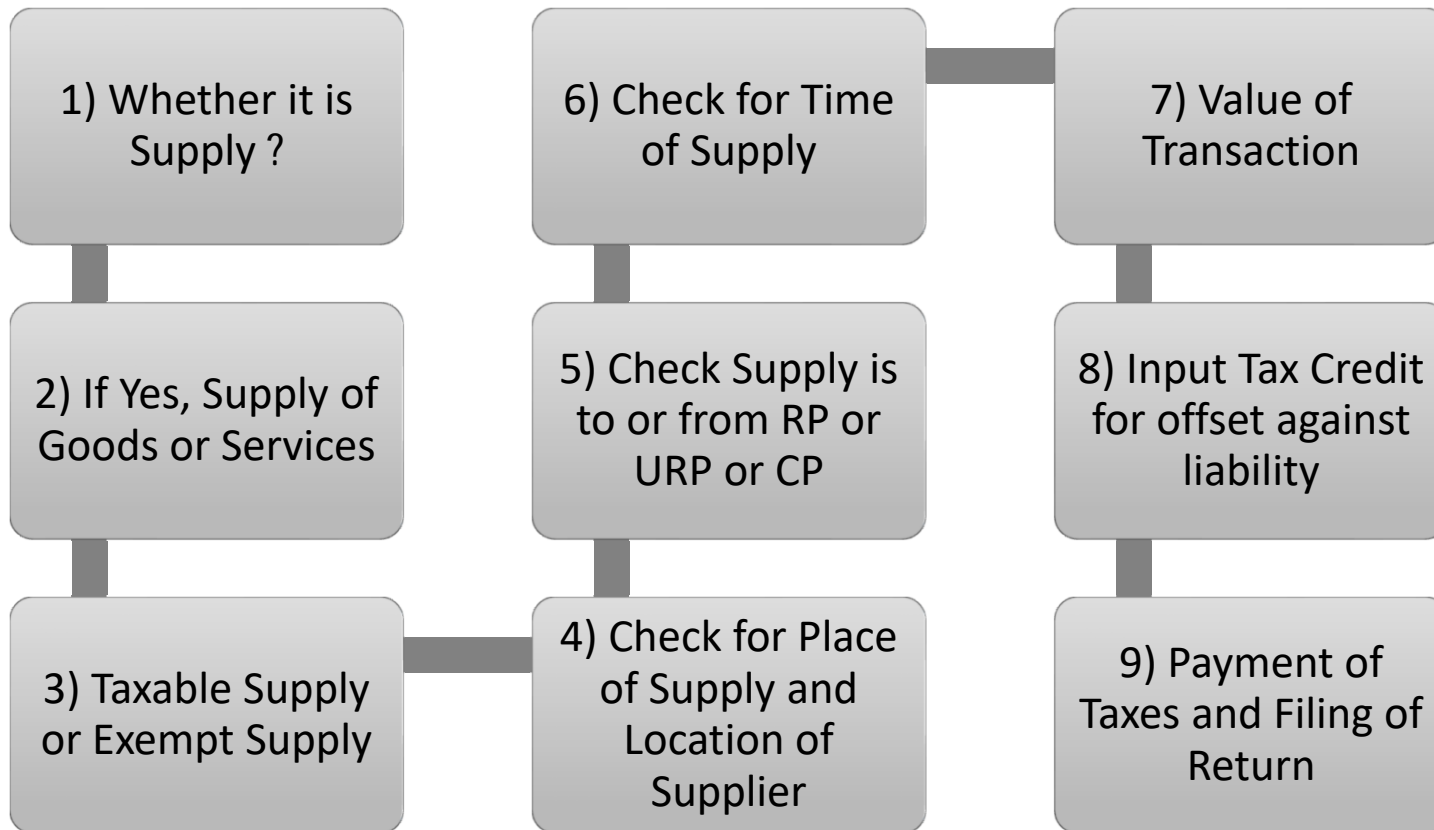 1) Whether it is
Supply ?
2) If Yes, Supply of
Goods or Services
3) Taxable Supply
or Exempt Supply
4) Check for Place
of Supply and
Location of
Supplier
5) Check Supply is
to or from RP or
URP or CP
6) Check for Time
of Supply
7) Value of
Transaction
8) Input Tax Credit
for offset against
liability
9) Payment of
Taxes and Filing of
Return